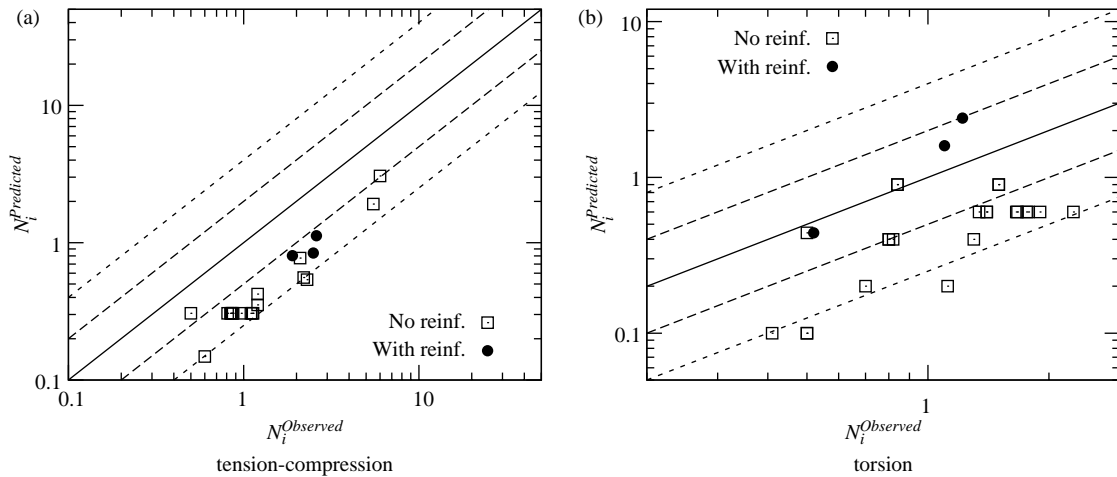 (a)
10
1
0.1
0.1
1
10
N_i^{Predicted}
No reinf.
With reinf.
N_i^{Observed}
tension-compression
(b)
10
1
0.1
1
N_i^{Predicted}
No reinf.
With reinf.
N_i^{Observed}
torsion